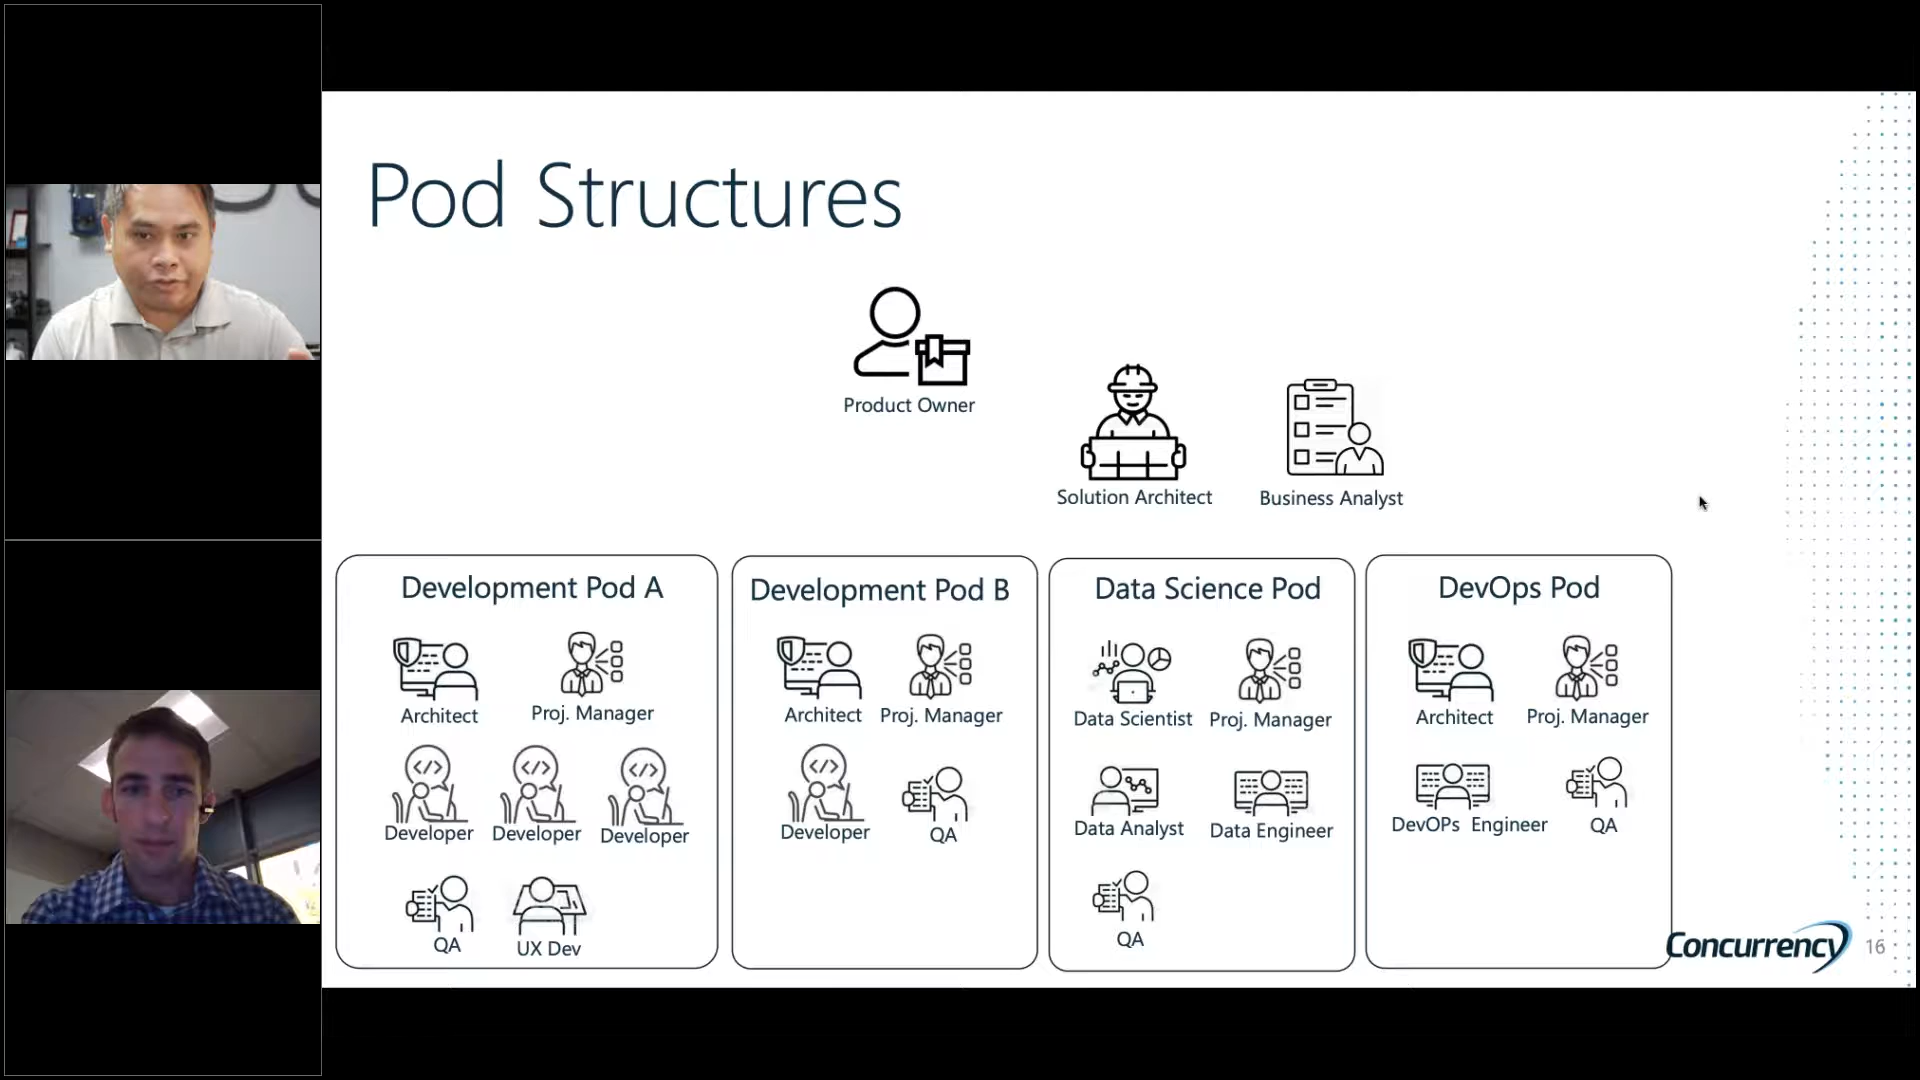 Pod Structures
Product Owner
Solution Architect
Business Analyst
Development Pod A
Architect
Proj. Manager
Developer
Developer
Developer
QA
UX Dev
Development Pod B
Architect
Proj. Manager
Developer
QA
Data Science Pod
Data Scientist
Proj. Manager
Data Analyst
Data Engineer
QA
DevOps Pod
Architect
Proj. Manager
DevOPs Engineer
QA
Concurrency
16